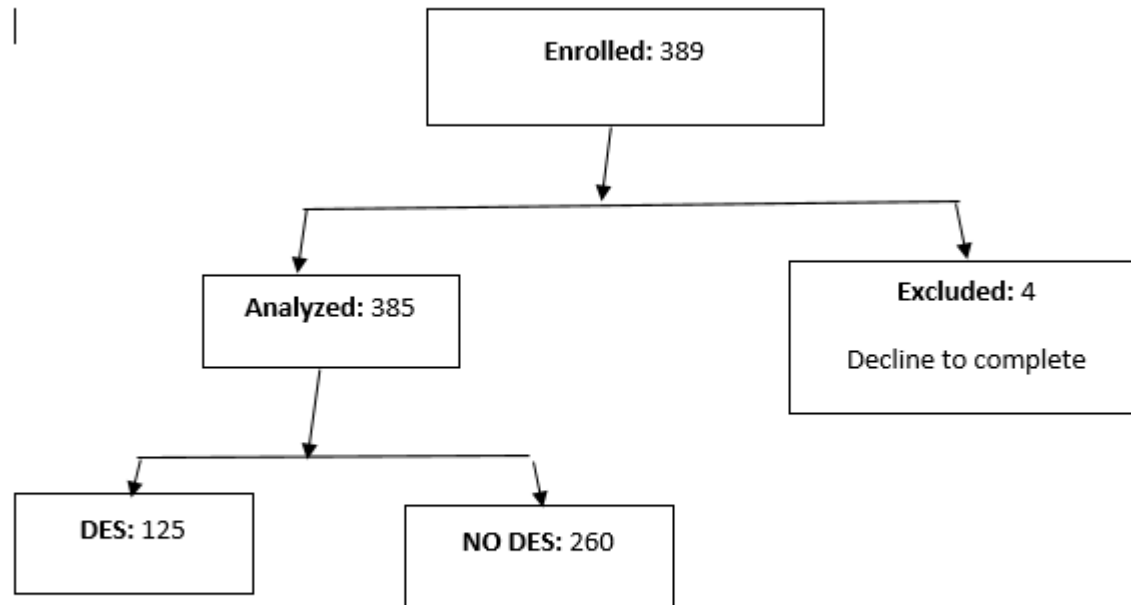 Enrolled: 389
Analyzed: 385
Excluded: 4
Decline to complete
DES: 125
NO DES: 260